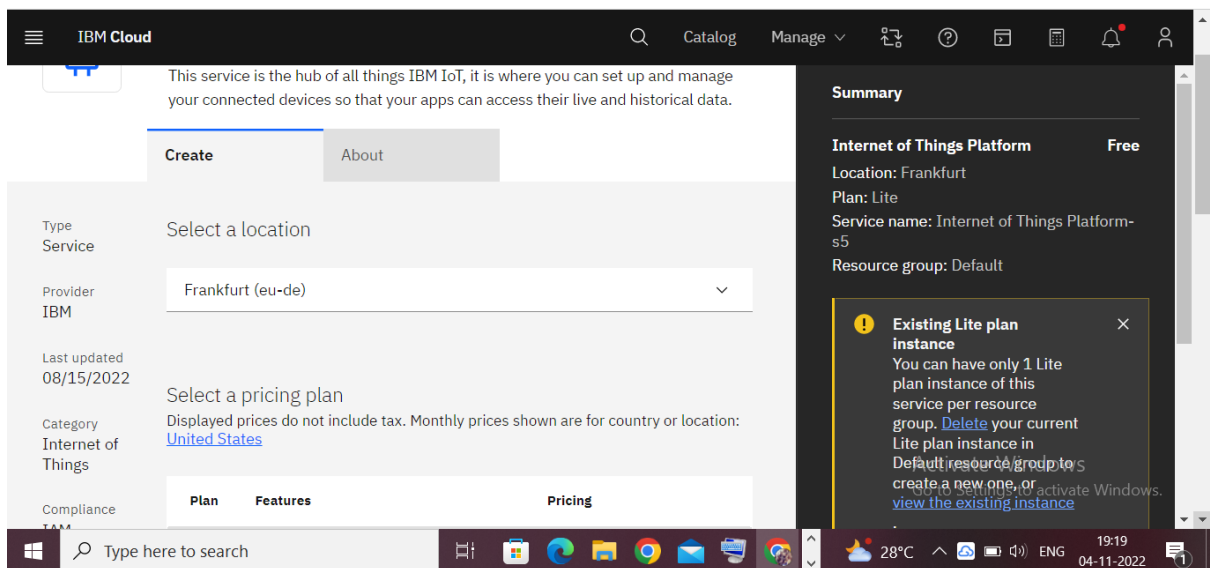 IBM Cloud
Catalog
Manage
This service is the hub of all things IBM IoT, it is where you can set up and manage
your connected devices so that your apps can access their live and historical data.
Create
About
Type
Service
Provider
IBM
Last updated
08/15/2022
Category
Internet of
Things
Compliance
IAM
Select a location
Frankfurt (eu-de)
Select a pricing plan
Displayed prices do not include tax. Monthly prices shown are for country or location:
United States
Plan Features Pricing
Summary
Internet of Things Platform Free
Location: Frankfurt
Plan: Lite
Service name: Internet of Things Platform-
s5
Resource group: Default
Existing Lite plan
instance
You can have only 1 Lite
plan instance of this
service per resource
group. Delete your current
Lite plan instance in
Default resource group to
create a new one, or
view the existing instance
.
Activate Windows
Go to Settings to activate Windows.
Type here to search
28°C
ENG
19:19
04-11-2022
1